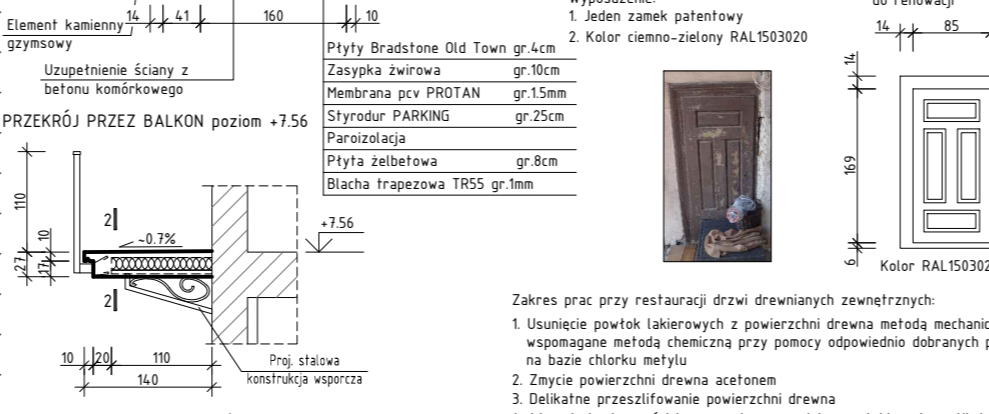 Element kamienny
gzymsowy
14 41 160 10
Uzupełnienie ściany z
betonu komórkowego
Płyty Bradstone Old Town gr.4cm
Zasypka żwirowa gr.10cm
Membrana pcv PROTAN gr.1.5mm
Styrodur PARKING gr.25cm
Paroizolacja
Płyta żelbetowa gr.8cm
Blacha trapezowa TR55 gr.1mm
PRZEKRÓJ PRZEZ BALKON poziom +7.56
110
10
27
17
2
~0.7%
2
+7.56
10 20 110
140
Proj. stalowa
konstrukcja wsporcza
1. Jeden zamek patentowy
2. Kolor ciemno-zielony RAL1503020
do renowacji
14 85
14
169
6
Kolor RAL150302
Zakres prac przy restauracji drzwi drewnianych zewnętrznych:
1. Usunięcie powłok lakierowych z powierzchni drewna metodą mechanic
wspomagane metodą chemiczną przy pomocy odpowiednio dobranych p
na bazie chlorku metylu
2. Zmycie powierzchni drewna acetonem
3. Delikatne przeszlifowanie powierzchni drewna